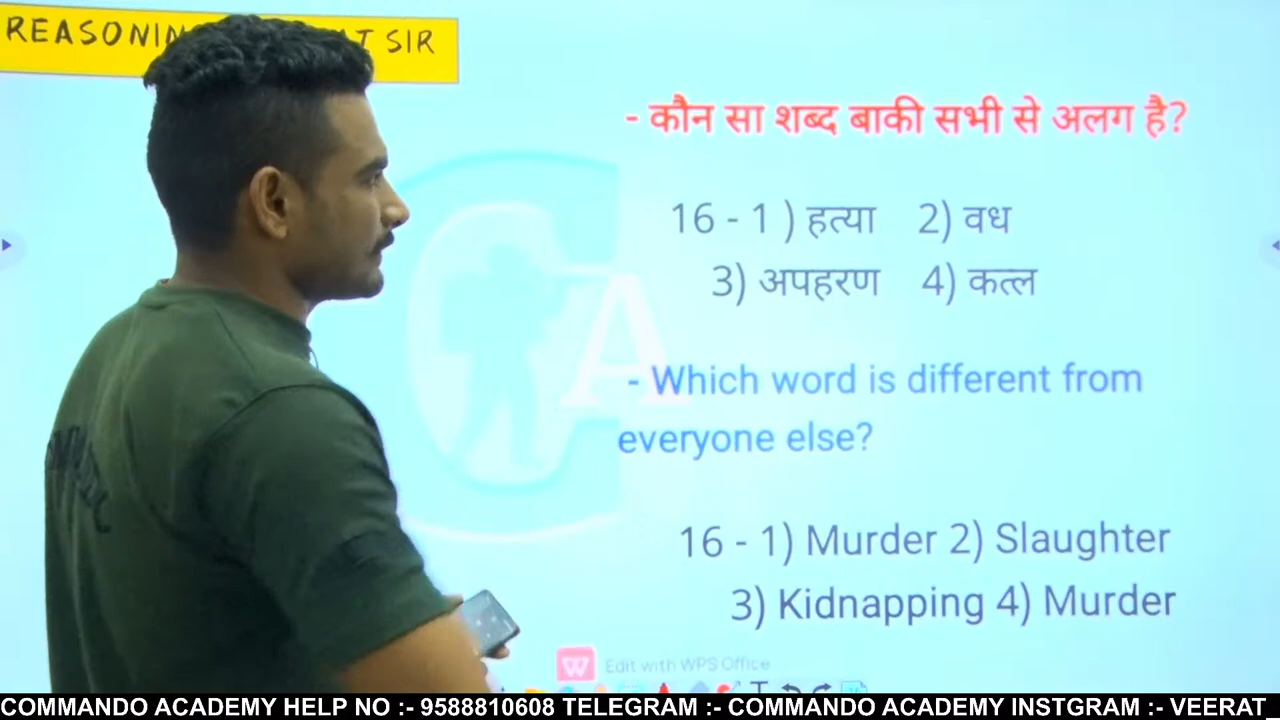 REASONIN AT SIR
- कौन सा शब्द बाकी सभी से अलग है?
16 - 1 ) हत्या 2) वध
3) अपहरण 4) कत्ल
CA
- Which word is different from
everyone else?
16 - 1) Murder 2) Slaughter
3) Kidnapping 4) Murder
Edit with WPS Office
COMMANDO ACADEMY HELP NO :- 9588810608 TELEGRAM :- COMMANDO ACADEMY INSTGRAM :- VEERAT